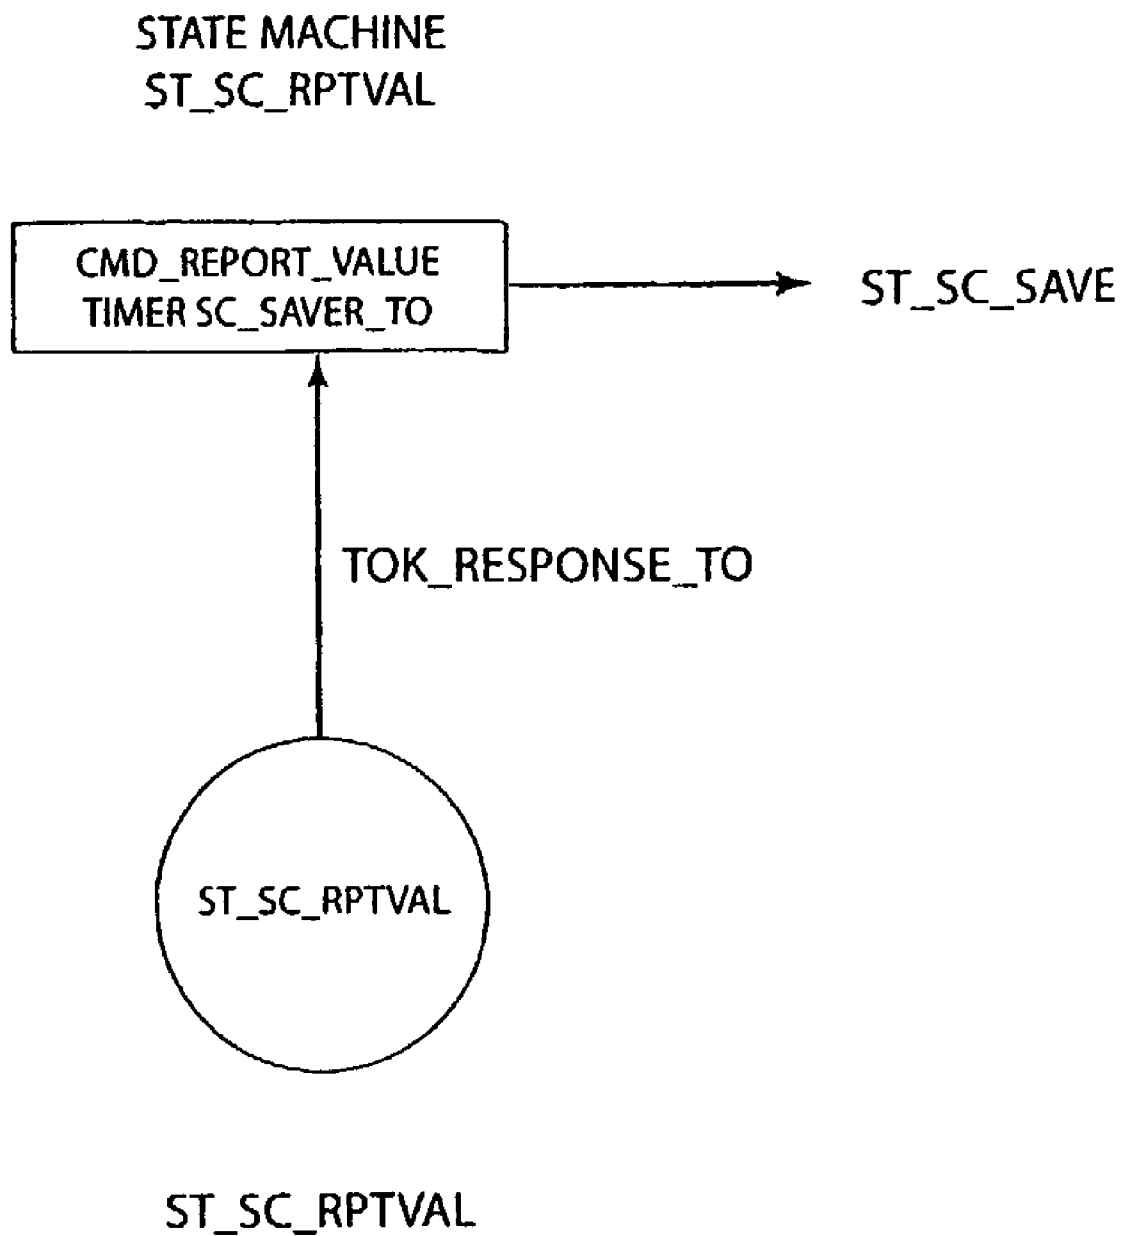 STATE MACHINE
ST_SC_RPTVAL
CMD_REPORT_VALUE
TIMER SC_SAVER_TO
ST_SC_SAVE
TOK_RESPONSE_TO
ST_SC_RPTVAL
ST_SC_RPTVAL